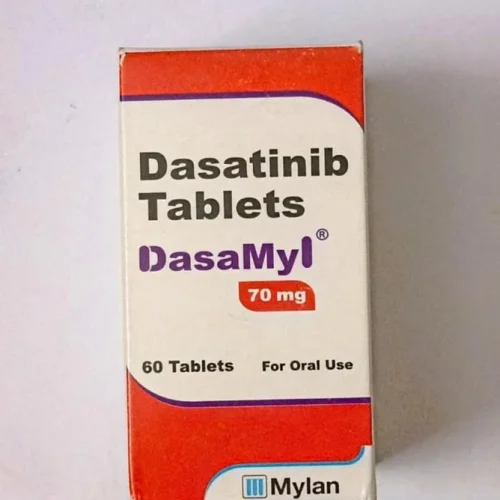 Dasatinib
Tablets
DasaMyl®
70 mg
60 Tablets For Oral Use
Mylan